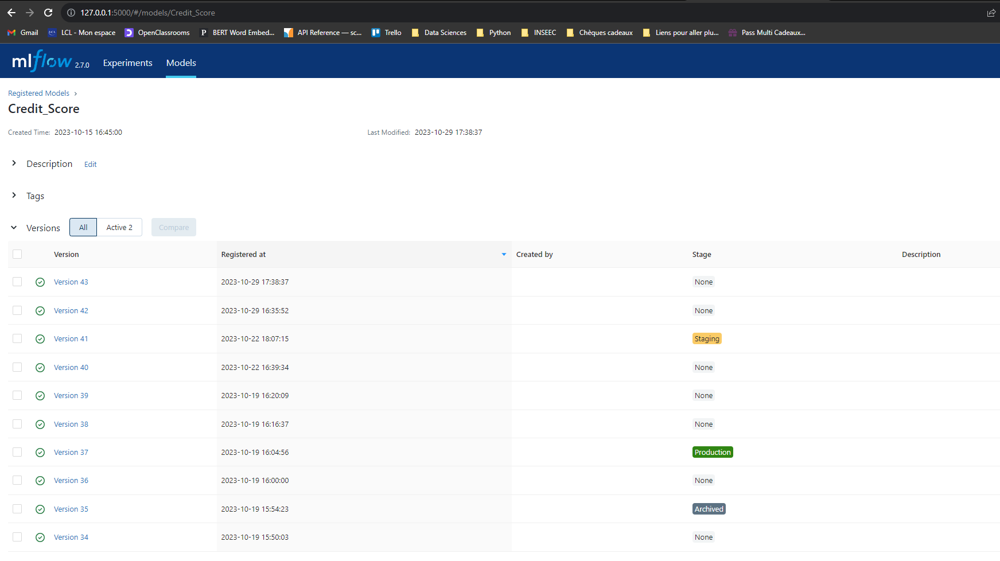 127.0.0.1:5000/#/models/Credit_Score
Gmail LCL - Mon espace OpenClassrooms P BERT Word Embed... API Reference — sc... Trello Data Sciences Python INSEEC Chèques cadeaux Liens pour aller plu... Pass Multi Cadeaux...
mlflow 2.7.0 Experiments Models
Registered Models ›
Credit_Score
Created Time: 2023-10-15 16:45:00 Last Modified: 2023-10-29 17:38:37
Description Edit
Tags
Versions All Active 2 Compare
Version Registered at Created by Stage Description
Version 43 2023-10-29 17:38:37 None
Version 42 2023-10-29 16:35:52 None
Version 41 2023-10-22 18:07:15 Staging
Version 40 2023-10-22 16:39:34 None
Version 39 2023-10-19 16:20:09 None
Version 38 2023-10-19 16:16:37 None
Version 37 2023-10-19 16:04:56 Production
Version 36 2023-10-19 16:00:00 None
Version 35 2023-10-19 15:54:23 Archived
Version 34 2023-10-19 15:50:03 None